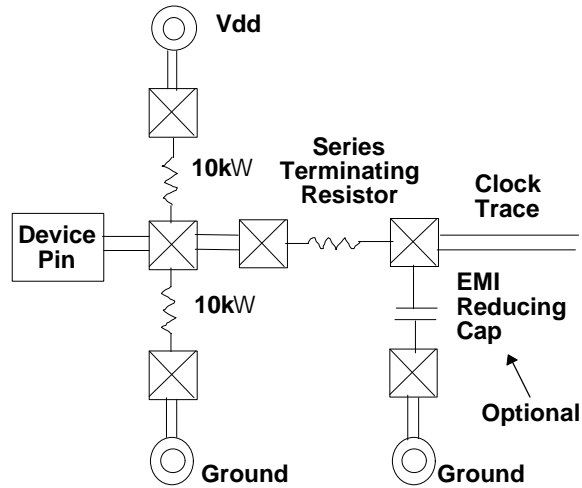 Vdd
10kW
Series
Terminating
Resistor
Clock
Trace
Device
Pin
10kW
EMI
Reducing
Cap
Optional
Ground
Ground